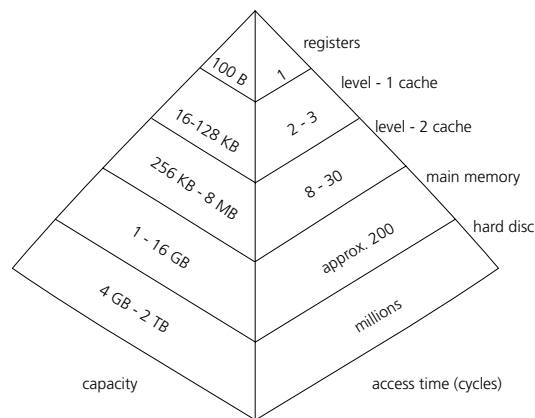 registers
100 B
1
level - 1 cache
16-128 KB
2 - 3
level - 2 cache
256 KB - 8 MB
8 - 30
main memory
1 - 16 GB
approx. 200
hard disc
4 GB - 2 TB
millions
capacity
access time (cycles)